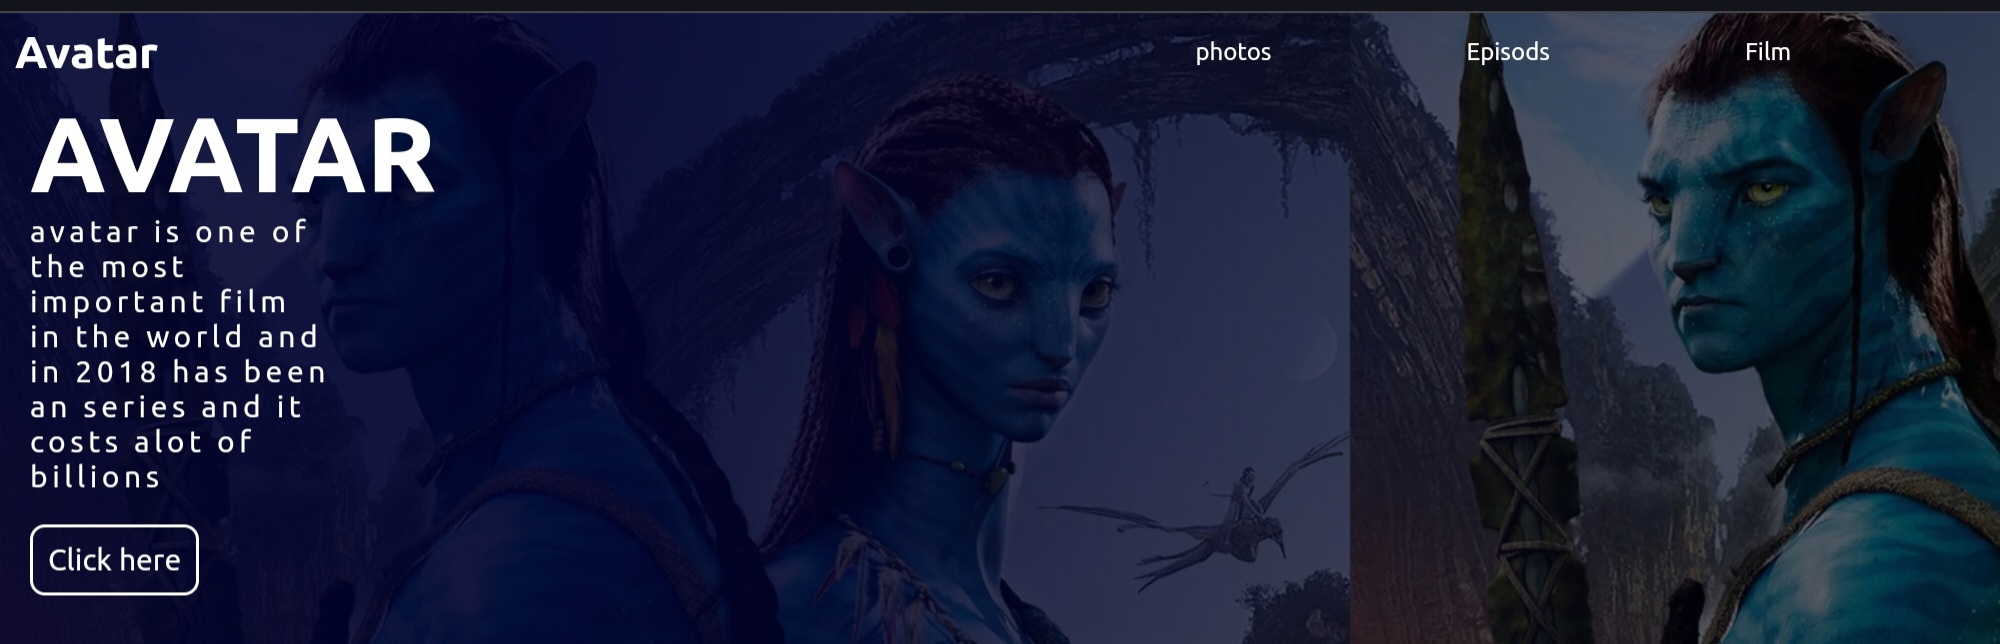 Avatar
photos
Episods
Film
AVATAR
avatar is one of
the most
important film
in the world and
in 2018 has been
an series and it
costs alot of
billions
Click here